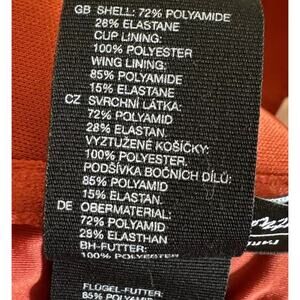 GB SHELL: 72% POLYAMIDE
28% ELASTANE
CUP LINING:
100% POLYESTER
WING LINING:
85% POLYAMIDE
15% ELASTANE
CZ SVRCHNÍ LÁTKA:
72% POLYAMID
28% ELASTAN.
VYZTUŽENÉ KOŠÍČKY:
100% POLYESTER.
PODŠÍVKA BOČNÍCH DÍLŮ:
85% POLYAMID
15% ELASTAN.
DE OBERMATERIAL:
72% POLYAMID
28% ELASTHAN
BH-FUTTER:
100% POLYESTER
FLÜGEL-FUTTER:
85% POLYAMID